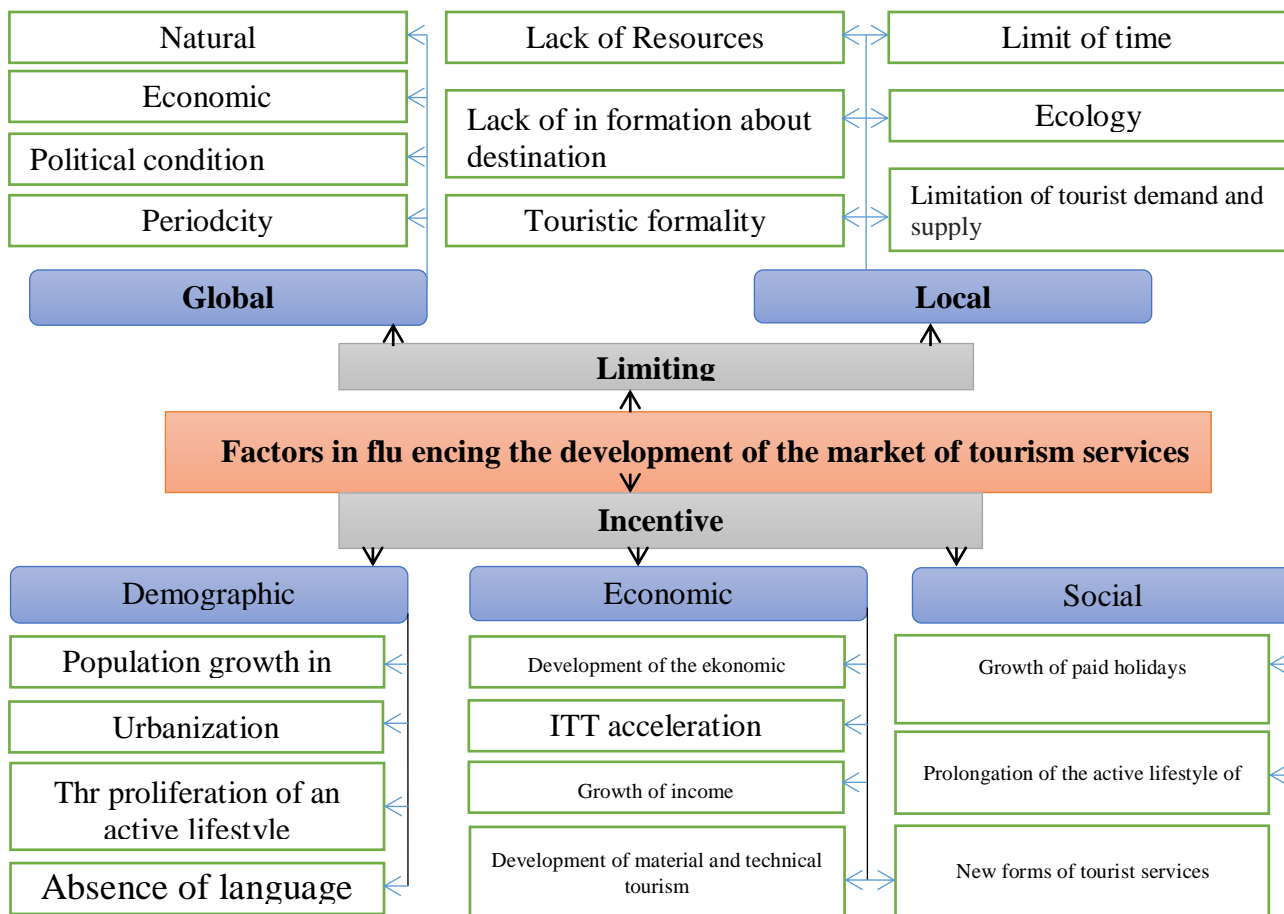 Natural
Lack of Resources
Limit of time
Economic
Lack of in formation about
destination
Ecology
Political condition
Periodcity
Touristic formality
Limitation of tourist demand and
supply
Global
Local
Limiting
Factors in flu encing the development of the market of tourism services
Incentive
Demographic
Economic
Social
Population growth in
Development of the ekonomic
Growth of paid holidays
Urbanization
ITT acceleration
Thr proliferation of an
active lifestyle
Growth of income
Prolongation of the active lifestyle of
Absence of language
Development of material and technical
tourism
New forms of tourist services